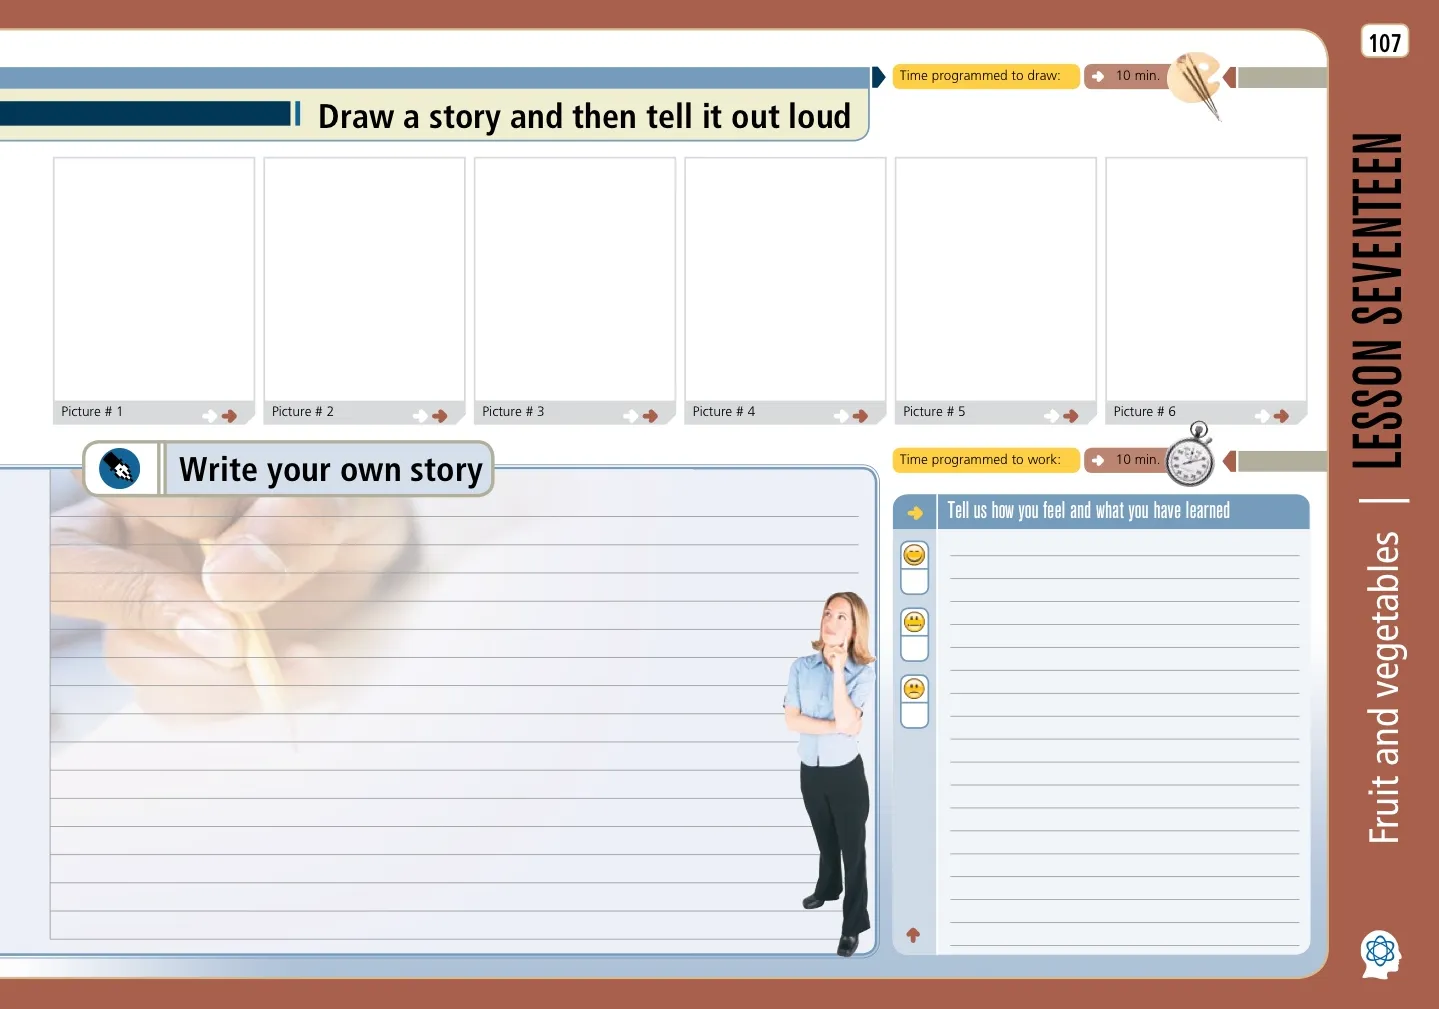 107
Time programmed to draw:
10 min.
Draw a story and then tell it out loud
Picture # 1
Picture # 2
Picture # 3
Picture # 4
Picture # 5
Picture # 6
Write your own story
Time programmed to work:
10 min.
Tell us how you feel and what you have learned
LESSON SEVENTEEN
Fruit and vegetables